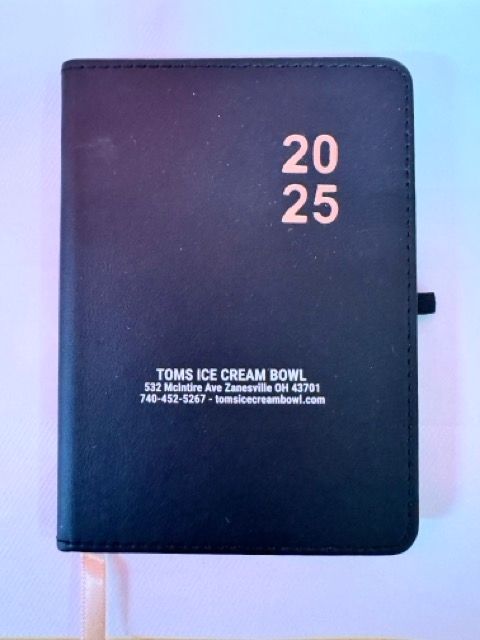 20
25
TOMS ICE CREAM BOWL
532 McIntire Ave Zanesville OH 43701
740-452-5267 - tomsicecreambowl.com